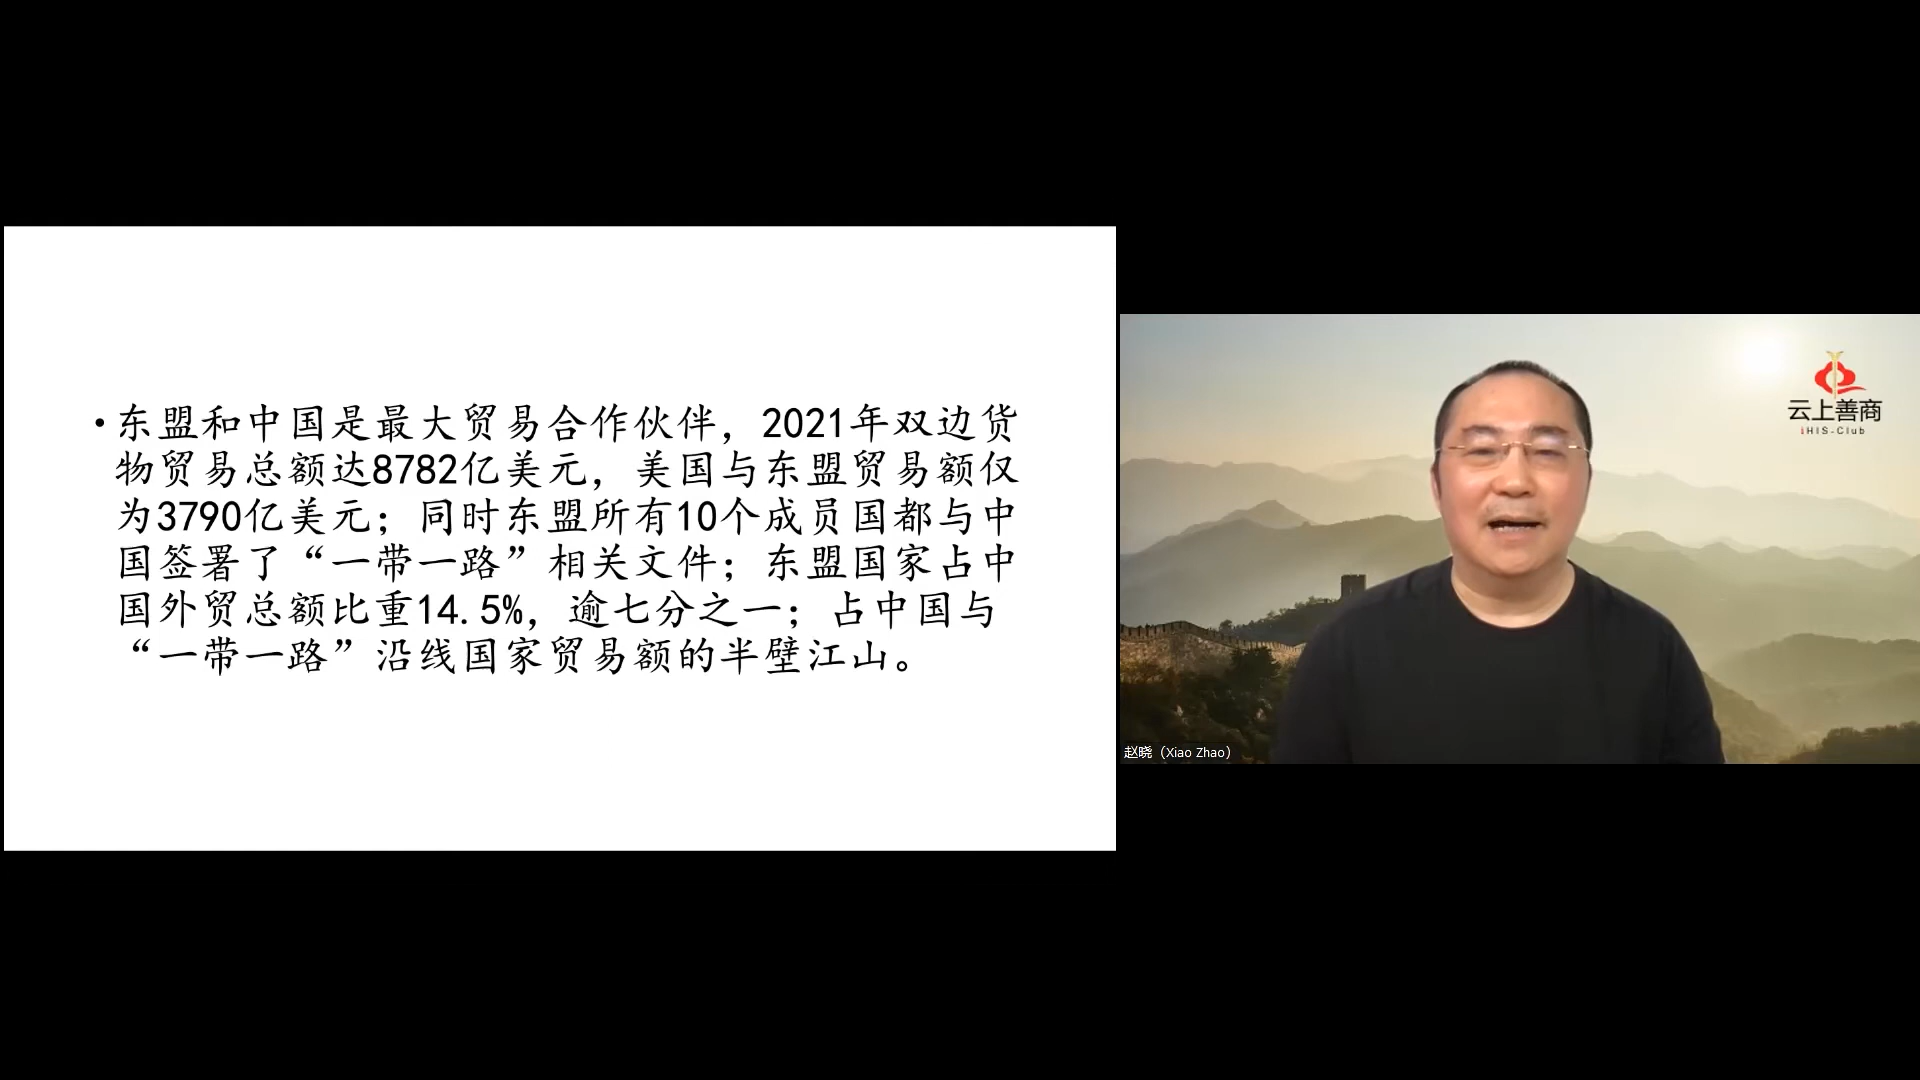 • 东盟和中国是最大贸易合作伙伴，2021年双边货
物贸易总额达8782亿美元，美国与东盟贸易额仅
为3790亿美元；同时东盟所有10个成员国都与中
国签署了“一带一路”相关文件；东盟国家占中
国外贸总额比重14.5%，逾七分之一；占中国与
“一带一路”沿线国家贸易额的半壁江山。
云上善商
iHIS-Club
赵晓（Xiao Zhao）